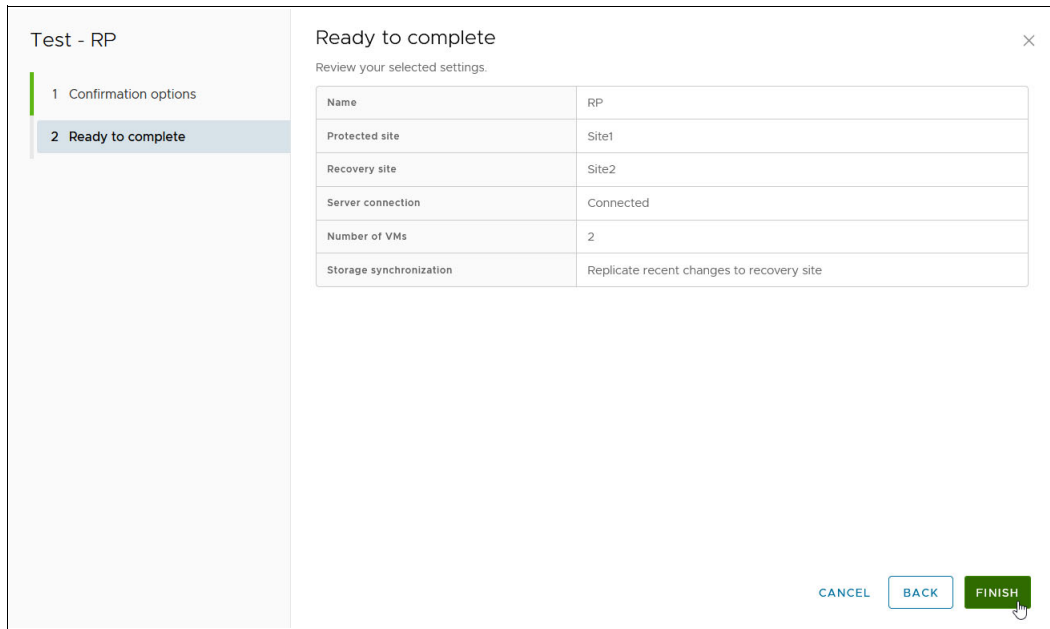 Test - RP
1 Confirmation options
2 Ready to complete
Ready to complete
Review your selected settings.
Name RP
Protected site Site1
Recovery site Site2
Server connection Connected
Number of VMs 2
Storage synchronization Replicate recent changes to recovery site
CANCEL BACK FINISH